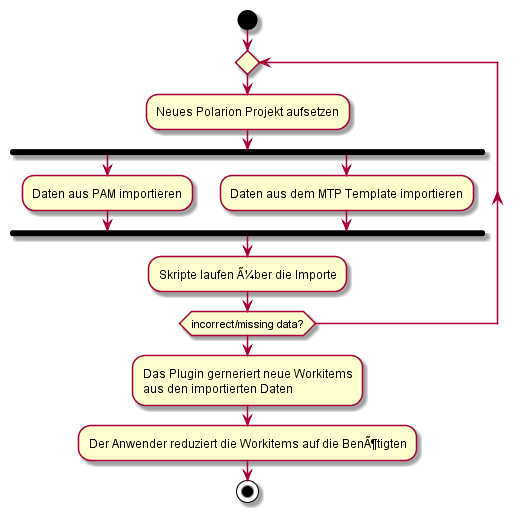 Neues Polarion Projekt aufsetzen
Daten aus PAM importieren
Daten aus dem MTP Template importieren
Skripte laufen Ã¼ber die Importe
incorrect/missing data?
Das Plugin gerneriert neue Workitems
aus den importierten Daten
Der Anwender reduziert die Workitems auf die BenÃ¶tigten